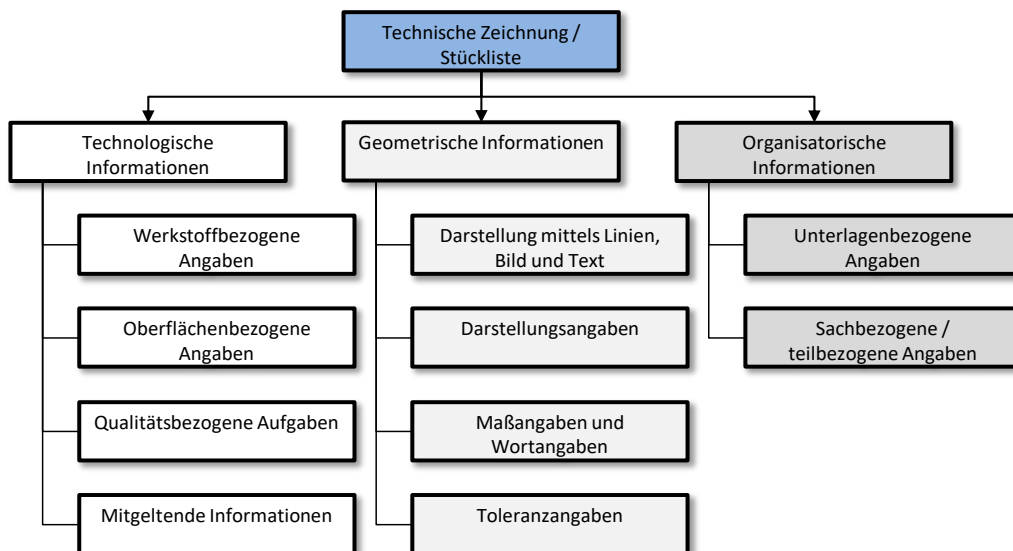 Technische Zeichnung /
Stückliste
Technologische
Informationen
Geometrische Informationen
Organisatorische
Informationen
Werkstoffbezogene
Angaben
Darstellung mittels Linien,
Bild und Text
Unterlagenbezogene
Angaben
Oberflächenbezogene
Angaben
Darstellungsangaben
Sachbezogene /
teilbezogene Angaben
Qualitätsbezogene Aufgaben
Maßangaben und
Wortangaben
Mitgeltende Informationen
Toleranzangaben